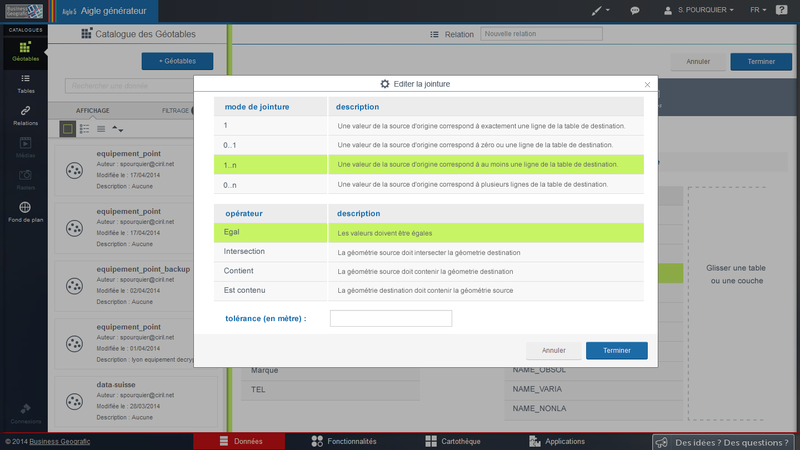 Business Geografic
Aigle 5 Aigle générateur
S. POURQUIER
FR
CATALOGUES
Géotables
Tables
Relations
Médias
Fond de plan
Connexions
Catalogue des Géotables
+ Géotables
Rechercher une donnée
AFFICHAGE
FILTRAGE
equipement_point
Auteur : spourquier@ciril.net
Modifiée le : 17/04/2014
Description : Aucune
equipement_point
Auteur : spourquier@ciril.net
Modifiée le : 17/04/2014
Description : Aucune
equipement_point_backup
Auteur : spourquier@ciril.net
Modifiée le : 02/04/2014
Description : Aucune
equipement_point
Auteur : spourquier@ciril.net
Modifiée le : 01/04/2014
Description : lyon equipement decryp
data-suisse
Auteur : spourquier@ciril.net
Modifiée le : 28/03/2014
Description : Aucune
Relation
Nouvelle relation
Annuler
Terminer
Editer la jointure
mode de jointure
description
1
Une valeur de la source d'origine correspond à exactement une ligne de la table de destination.
0..1
Une valeur de la source d'origine correspond à zéro ou une ligne de la table de destination.
1..n
Une valeur de la source d'origine correspond à au moins une ligne de la table de destination.
0..n
Une valeur de la source d'origine correspond à plusieurs lignes de la table de destination.
opérateur
description
Egal
Les valeurs doivent être égales
Intersection
La géométrie source doit intersecter la géometrie destination
Contient
La géométrie source doit contenir la géometrie destination
Est contenu
La géométrie destination doit contenir la géométrie source
tolérance (en mètre) :
Annuler
Terminer
Glisser une table
ou une couche
Marque
TEL
NAME_OBSOL
NAME_VARIA
NAME_NONLA
© 2014 Business Geografic
Données
Fonctionnalités
Cartothèque
Applications
Des idées ? Des questions ?